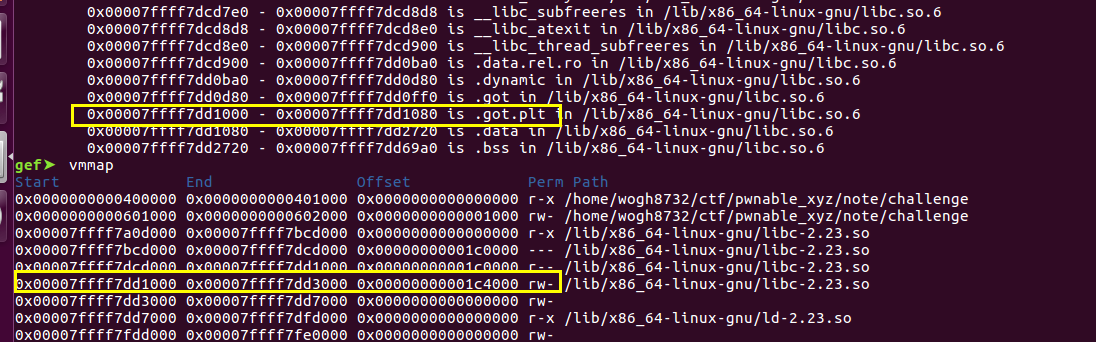 0x00007ffff7dcd7e0 - 0x00007ffff7dcd8d8 is __libc_subfreeres in /lib/x86_64-linux-gnu/libc.so.6
0x00007ffff7dcd8d8 - 0x00007ffff7dcd8e0 is __libc_atexit in /lib/x86_64-linux-gnu/libc.so.6
0x00007ffff7dcd8e0 - 0x00007ffff7dcd900 is __libc_thread_subfreeres in /lib/x86_64-linux-gnu/libc.so.6
0x00007ffff7dcd900 - 0x00007ffff7dd0ba0 is .data.rel.ro in /lib/x86_64-linux-gnu/libc.so.6
0x00007ffff7dd0ba0 - 0x00007ffff7dd0d80 is .dynamic in /lib/x86_64-linux-gnu/libc.so.6
0x00007ffff7dd0d80 - 0x00007ffff7dd0ff0 is .got in /lib/x86_64-linux-gnu/libc.so.6
0x00007ffff7dd1000 - 0x00007ffff7dd1080 is .got.plt in /lib/x86_64-linux-gnu/libc.so.6
0x00007ffff7dd1080 - 0x00007ffff7dd2720 is .data in /lib/x86_64-linux-gnu/libc.so.6
0x00007ffff7dd2720 - 0x00007ffff7dd69a0 is .bss in /lib/x86_64-linux-gnu/libc.so.6
gef➤ vmmap
Start End Offset Perm Path
0x0000000000400000 0x0000000000401000 0x0000000000000000 r-x /home/wogh8732/ctf/pwnable_xyz/note/challenge
0x0000000000601000 0x0000000000602000 0x0000000000001000 rw- /home/wogh8732/ctf/pwnable_xyz/note/challenge
0x00007ffff7a0d000 0x00007ffff7bcd000 0x0000000000000000 r-x /lib/x86_64-linux-gnu/libc-2.23.so
0x00007ffff7bcd000 0x00007ffff7dcd000 0x00000000001c0000 --- /lib/x86_64-linux-gnu/libc-2.23.so
0x00007ffff7dcd000 0x00007ffff7dd1000 0x00000000001c0000 r-- /lib/x86_64-linux-gnu/libc-2.23.so
0x00007ffff7dd1000 0x00007ffff7dd3000 0x00000000001c4000 rw- /lib/x86_64-linux-gnu/libc-2.23.so
0x00007ffff7dd3000 0x00007ffff7dd7000 0x0000000000000000 rw-
0x00007ffff7dd7000 0x00007ffff7dfd000 0x0000000000000000 r-x /lib/x86_64-linux-gnu/ld-2.23.so
0x00007ffff7fdd000 0x00007ffff7fe0000 0x0000000000000000 rw-